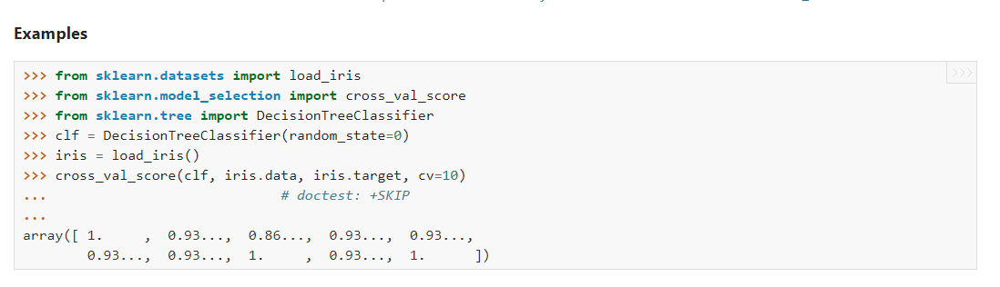 Examples
>>> from sklearn.datasets import load_iris
>>>
>>> from sklearn.model_selection import cross_val_score
>>> from sklearn.tree import DecisionTreeClassifier
>>> clf = DecisionTreeClassifier(random_state=0)
>>> iris = load_iris()
>>> cross_val_score(clf, iris.data, iris.target, cv=10)
...                             # doctest: +SKIP
...
array([ 1.     ,  0.93...,  0.86...,  0.93...,  0.93...,
        0.93...,  0.93...,  1.     ,  0.93...,  1.      ])